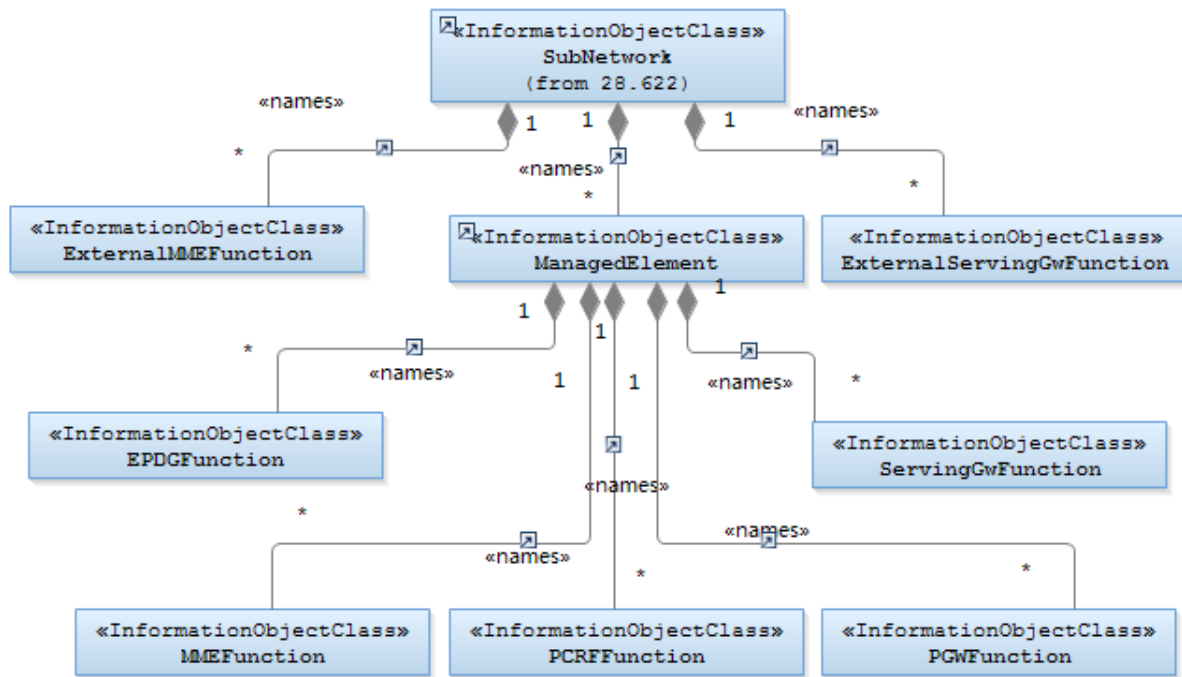 «InformationObjectClass»
SubNetwork
(from 28.622)
«names»
1
1
1
«names»
*
«names»
*
*
«InformationObjectClass»
ExternalMMEFunction
«InformationObjectClass»
ManagedElement
«InformationObjectClass»
ExternalServingGwFunction
1
1
1
*
«names»
1
1
«names»
*
«InformationObjectClass»
EPDGFunction
«InformationObjectClass»
ServingGwFunction
«names»
*
«names»
«names»
*
*
«InformationObjectClass»
MMEFunction
«InformationObjectClass»
PCRFFunction
«InformationObjectClass»
PGWFunction